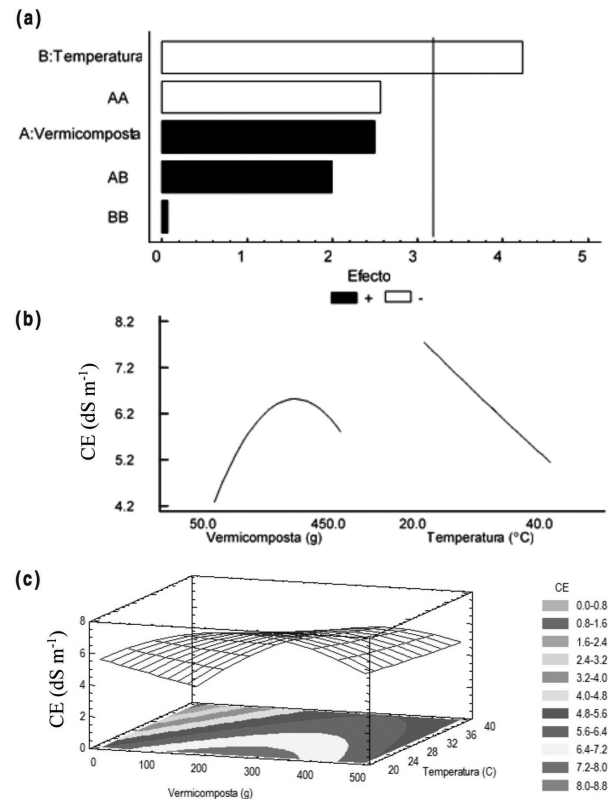 (a)
B:Temperatura
AA
A:Vermicomposta
AB
BB
0 1 2 3 4 5
Efecto
+ -
(b)
CE (dS m-1)
8.2
7.2
6.2
5.2
4.2
50.0 450.0 20.0 40.0
Vermicomposta (g) Temperatura (°C)
(c)
CE (dS m-1)
8
6
4
2
0
0 100 200 300 400 500
Vermicomposta (g)
20 24 28 32 36 40
Temperatura (C)
CE
0.0-0.8
0.8-1.6
1.6-2.4
2.4-3.2
3.2-4.0
4.0-4.8
4.8-5.6
5.6-6.4
6.4-7.2
7.2-8.0
8.0-8.8